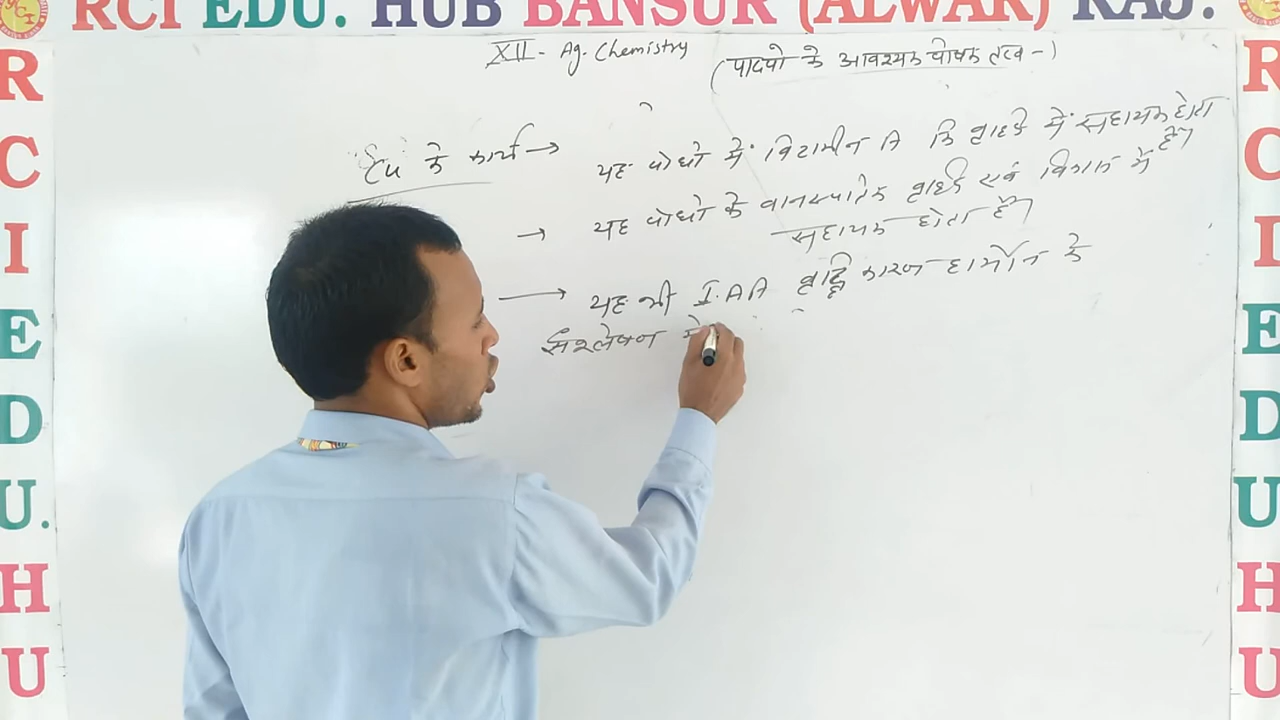 RCI EDU. HUB BANSUR (ALWAR) RAJ.
XII - Ag. Chemistry
(पादपो के आवश्यक पोषक तत्व -)
Cu के कार्य →
यह पोधो में विटामीन A कि वृद्धि में सहायक होता है।
→ यह पोधो के वानस्पतिक वृद्धि एवं विकास में
सहायक होता है।
→ यह भी I.A.A वृद्धि कारक हार्मोन के
संश्लेषण में
R
C
I
E
D
U.
H
U
R
C
I
E
D
U
H
U